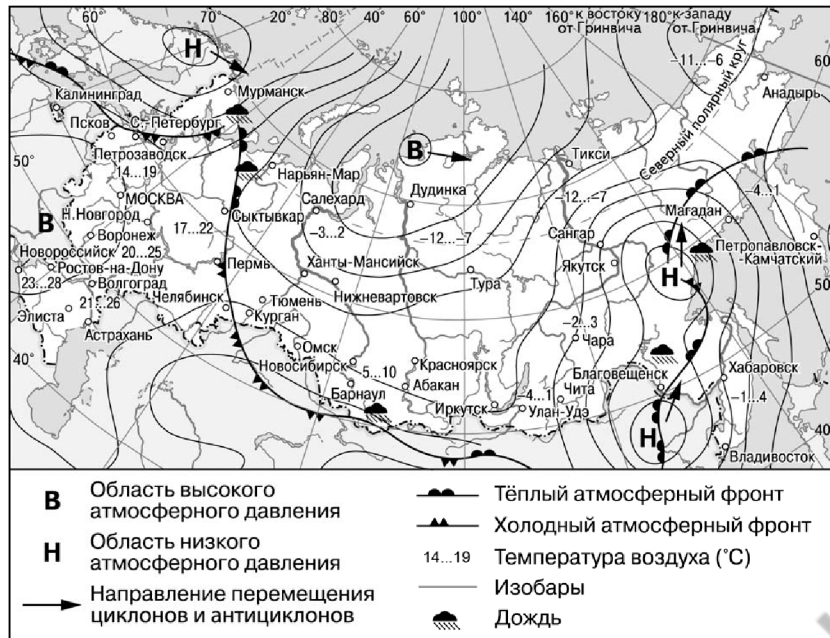 70° 80° 30° 40° 60° 100° 140° 160° к востоку от Гринвича 180° к западу от Гринвича
Н
−11...−6
60°
Калининград
Мурманск
Северный полярный круг
Анадырь
Псков С.-Петербург
В
Тикси
50°
Петрозаводск
14...19
Нарьян-Мар
−4...1
МОСКВА
Салехард
Дудинка
−12...−7
Магадан
В
Н.Новгород
17...22
Сыктывкар
−3...2
−12...−7
Сангар
Петропавловск-
Камчатский
Воронеж
Новороссийск 20...25
Ростов-на-Дону
Пермь
Ханты-Мансийск
Якутск
Н
23...28
Волгоград
Тура
50°
21...26
Челябинск
Тюмень
Нижневартовск
Элиста
Курган
−2...3
Астрахань
Чара
40°
Омск
Новосибирск
5...10
Красноярск
Благовещенск
Хабаровск
Барнаул
Абакан
−4...1
Чита
−1...4
Иркутск
Улан-Удэ
Н
40°
Владивосток
В Область высокого
атмосферного давления
Н Область низкого
атмосферного давления
Направление перемещения
циклонов и антициклонов
Тёплый атмосферный фронт
Холодный атмосферный фронт
14...19 Температура воздуха (°C)
Изобары
Дождь